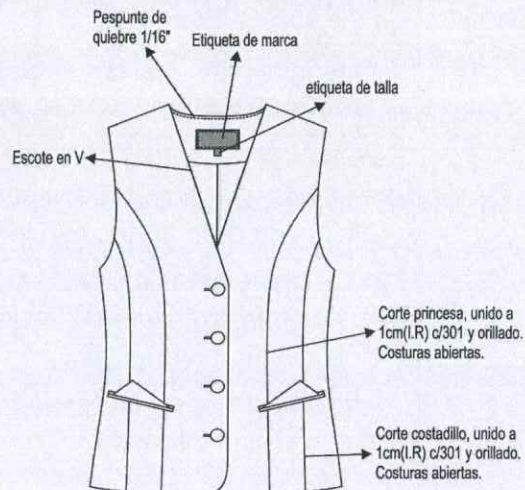 Pespunte de
quiebre 1/16"
Etiqueta de marca
etiqueta de talla
Escote en V
Corte princesa, unido a
1cm(I.R) c/301 y orillado.
Costuras abiertas.
Corte costadillo, unido a
1cm(I.R) c/301 y orillado.
Costuras abiertas.